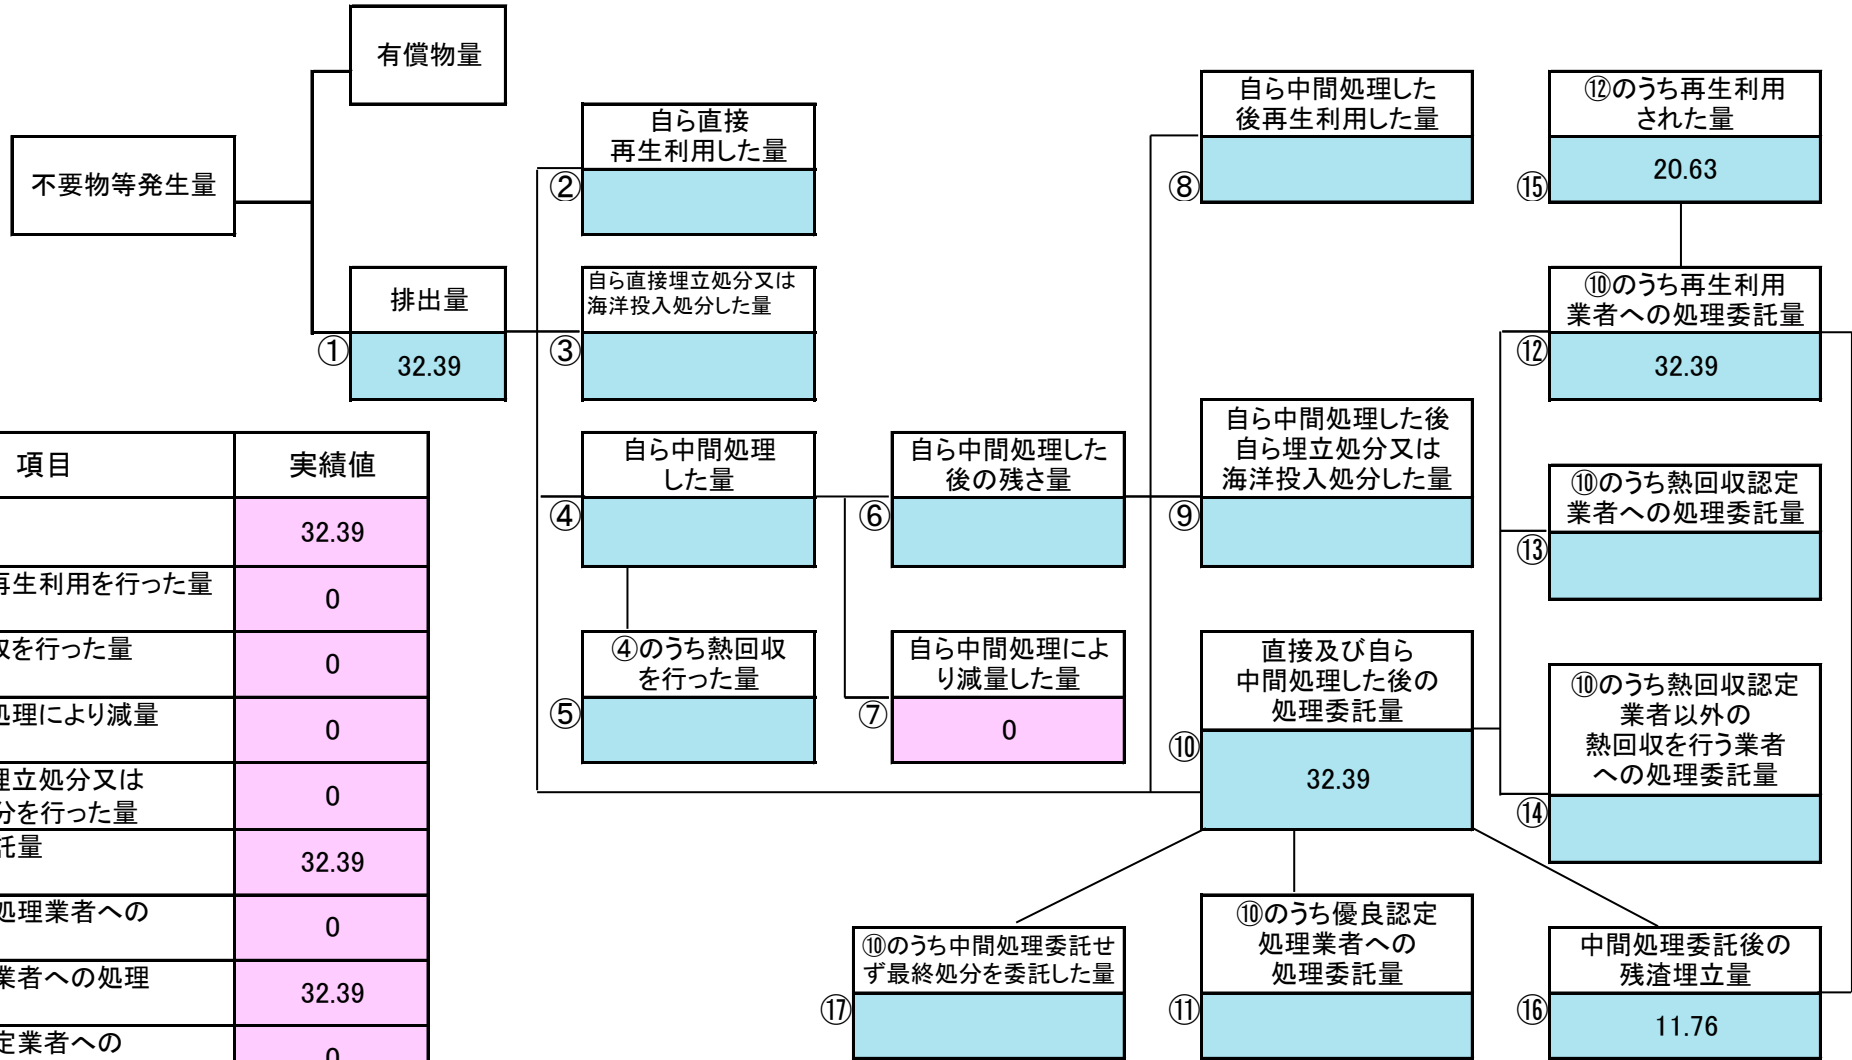 有償物量
不要物等発生量
排出量
①
32.39
自ら直接
再生利用した量
②
自ら直接埋立処分又は
海洋投入処分した量
③
自ら中間処理
した量
④
④のうち熱回収
を行った量
⑤
自ら中間処理した
後の残さ量
⑥
自ら中間処理によ
り減量した量
⑦
0
自ら中間処理した
後再生利用した量
⑧
自ら中間処理した後
自ら埋立処分又は
海洋投入処分した量
⑨
直接及び自ら
中間処理した後の
処理委託量
⑩
32.39
⑩のうち優良認定
処理業者への
処理委託量
⑪
⑫のうち再生利用
された量
⑮
20.63
⑩のうち再生利用
業者への処理委託量
⑫
32.39
⑩のうち熱回収認定
業者への処理委託量
⑬
⑩のうち熱回収認定
業者以外の
熱回収を行う業者
への処理委託量
⑭
中間処理委託後の
残渣埋立量
⑯
11.76
⑩のうち中間処理委託せ
ず最終処分を委託した量
⑰
項目 実績値
32.39
再生利用を行った量
0
を行った量
0
処理により減量
0
埋立処分又は
分を行った量
0
託量
32.39
処理業者への
0
業者への処理
32.39
定業者への
0